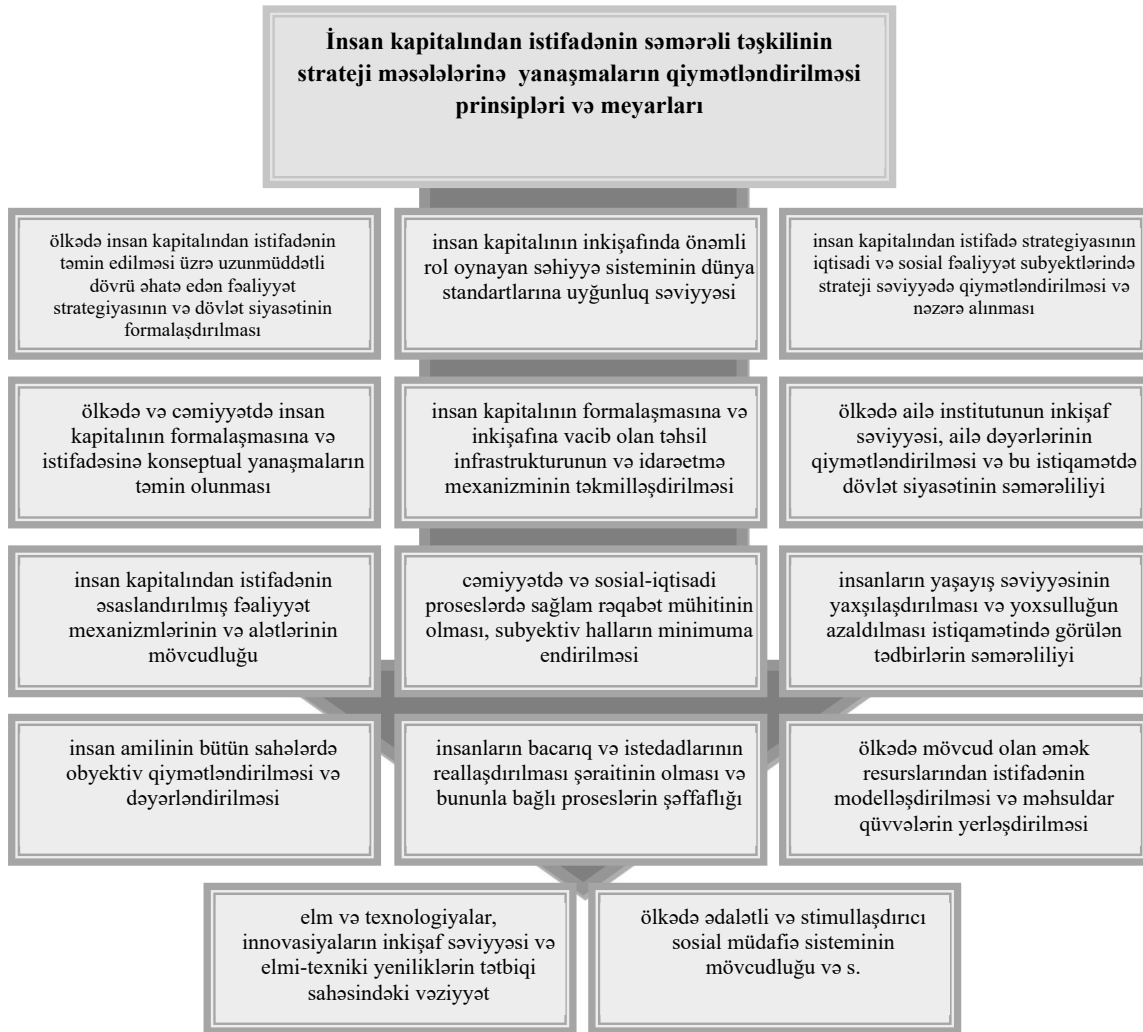 İnsan kapitalından istifadənin səmərəli təşkilinin
strateji məsələlərinə yanaşmaların qiymətləndirilməsi
prinsipləri və meyarları
ölkədə insan kapitalından istifadənin
təmin edilməsi üzrə uzunmüddətli
dövrü əhatə edən fəaliyyət
strategiyasının və dövlət siyasətinin
formalaşdırılması
insan kapitalının inkişafında önəmli
rol oynayan səhiyyə sisteminin dünya
standartlarına uyğunluq səviyyəsi
insan kapitalından istifadə strategiyasının
iqtisadi və sosial fəaliyyət subyektlərində
strateji səviyyədə qiymətləndirilməsi və
nəzərə alınması
ölkədə və cəmiyyətdə insan
kapitalının formalaşmasına və
istifadəsinə konseptual yanaşmaların
təmin olunması
insan kapitalının formalaşmasına və
inkişafına vacib olan təhsil
infrastrukturunun və idarəetmə
mexanizminin təkmilləşdirilməsi
ölkədə ailə institutunun inkişaf
səviyyəsi, ailə dəyərlərinin
qiymətləndirilməsi və bu istiqamətdə
dövlət siyasətinin səmərəliliyi
insan kapitalından istifadənin
əsaslandırılmış fəaliyyət
mexanizmlərinin və alətlərinin
mövcudluğu
cəmiyyətdə və sosial-iqtisadi
proseslərdə sağlam rəqabət mühitinin
olması, subyektiv halların minimuma
endirilməsi
insanların yaşayış səviyyəsinin
yaxşılaşdırılması və yoxsulluğun
azaldılması istiqamətində görülən
tədbirlərin səmərəliliyi
insan amilinin bütün sahələrdə
obyektiv qiymətləndirilməsi və
dəyərləndirilməsi
insanların bacarıq və istedadlarının
reallaşdırılması şəraitinin olması və
bununla bağlı proseslərin şəffaflığı
ölkədə mövcud olan əmək
resurslarından istifadənin
modelləşdirilməsi və məhsuldar
qüvvələrin yerləşdirilməsi
elm və texnologiyalar,
innovasiyaların inkişaf səviyyəsi və
elmi-texniki yeniliklərin tətbiqi
sahəsindəki vəziyyət
ölkədə ədalətli və stimullaşdırıcı
sosial müdafiə sisteminin
mövcudluğu və s.